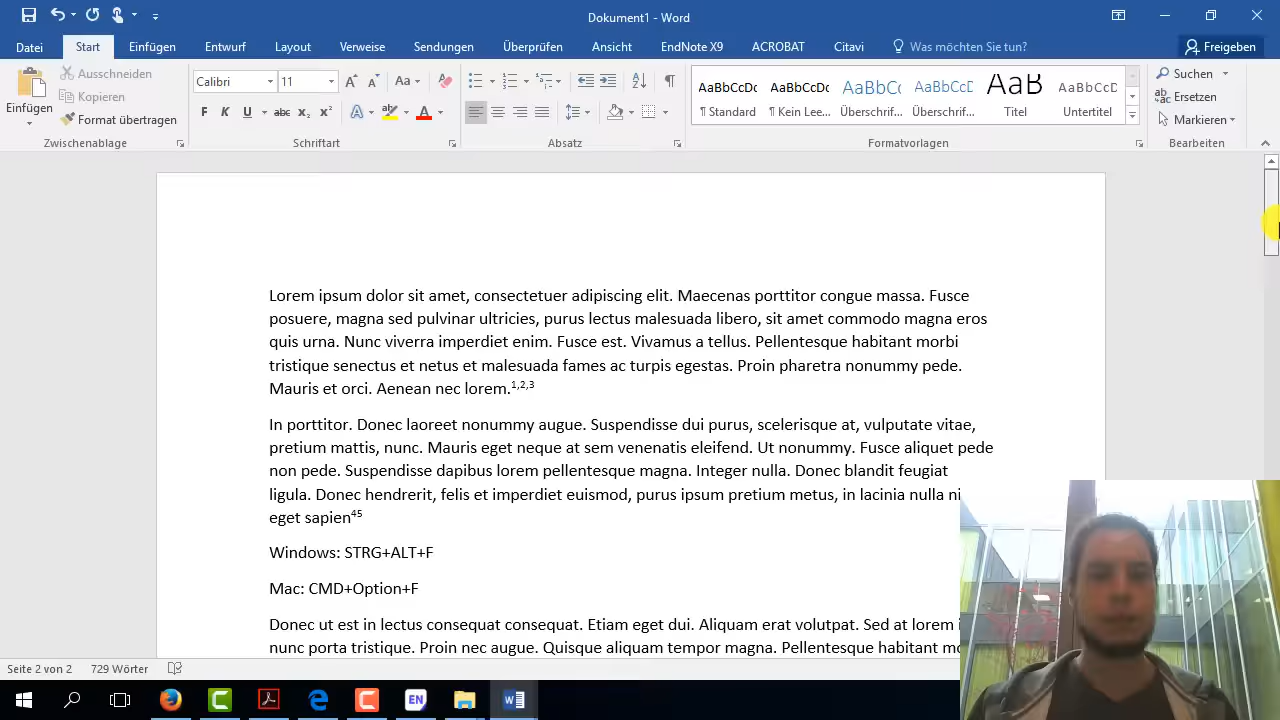 Dokument1 - Word
Datei Start Einfügen Entwurf Layout Verweise Sendungen Überprüfen Ansicht EndNote X9 ACROBAT Citavi Was möchten Sie tun? Freigeben
Einfügen
Ausschneiden
Kopieren
Format übertragen
Zwischenablage
Calibri 11
Aa
F K U abc x₂ x² A A
Schriftart
Absatz
AaBbCcDc AaBbCcDc AaBbCc AaBbCcD AaB AaBbCcD
¶ Standard ¶ Kein Lee... Überschrif... Überschrif... Titel Untertitel
Formatvorlagen
Suchen
Ersetzen
Markieren
Bearbeiten
Lorem ipsum dolor sit amet, consectetuer adipiscing elit. Maecenas porttitor congue massa. Fusce
posuere, magna sed pulvinar ultricies, purus lectus malesuada libero, sit amet commodo magna eros
quis urna. Nunc viverra imperdiet enim. Fusce est. Vivamus a tellus. Pellentesque habitant morbi
tristique senectus et netus et malesuada fames ac turpis egestas. Proin pharetra nonummy pede.
Mauris et orci. Aenean nec lorem.¹,²,³
In porttitor. Donec laoreet nonummy augue. Suspendisse dui purus, scelerisque at, vulputate vitae,
pretium mattis, nunc. Mauris eget neque at sem venenatis eleifend. Ut nonummy. Fusce aliquet pede
non pede. Suspendisse dapibus lorem pellentesque magna. Integer nulla. Donec blandit feugiat
ligula. Donec hendrerit, felis et imperdiet euismod, purus ipsum pretium metus, in lacinia nulla ni
eget sapien⁴⁵
Windows: STRG+ALT+F
Mac: CMD+Option+F
Donec ut est in lectus consequat consequat. Etiam eget dui. Aliquam erat volutpat. Sed at lorem i
nunc porta tristique. Proin nec augue. Quisque aliquam tempor magna. Pellentesque habitant mo
Seite 2 von 2 729 Wörter
EN